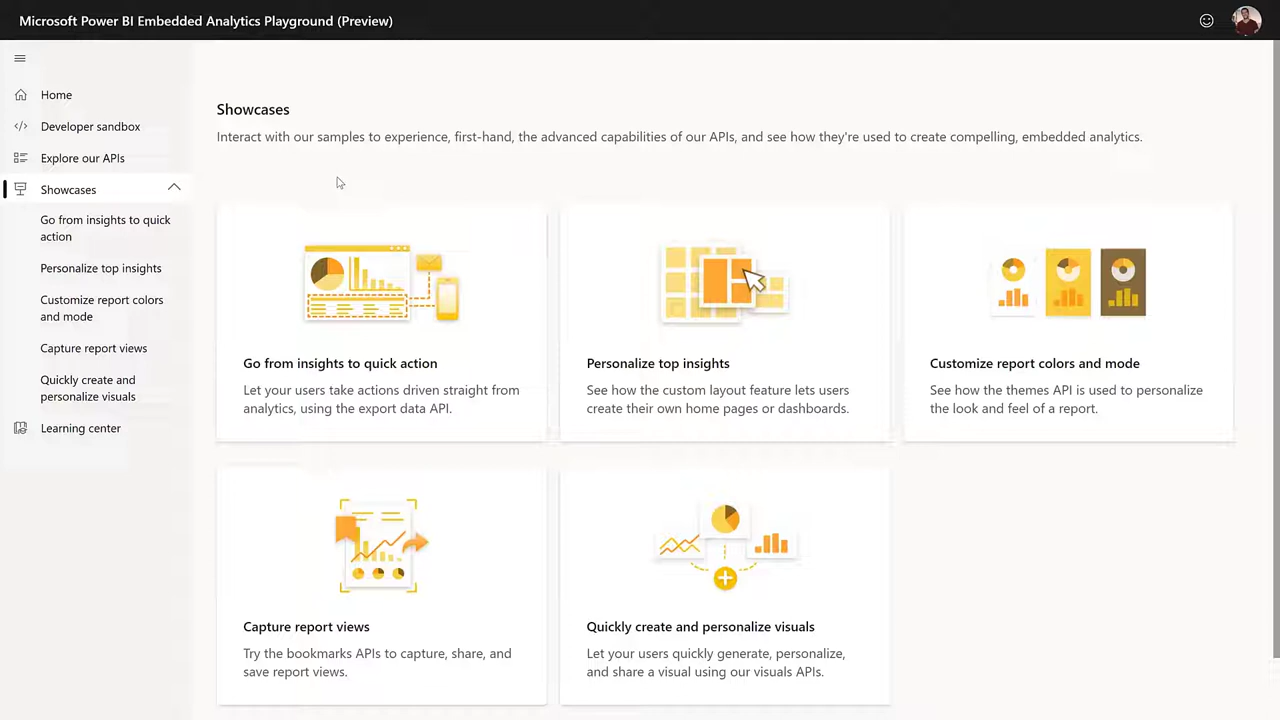 Microsoft Power BI Embedded Analytics Playground (Preview)
Home
Developer sandbox
Explore our APIs
Showcases
Go from insights to quick
action
Personalize top insights
Customize report colors
and mode
Capture report views
Quickly create and
personalize visuals
Learning center
Showcases
Interact with our samples to experience, first-hand, the advanced capabilities of our APIs, and see how they're used to create compelling, embedded analytics.
Go from insights to quick action
Let your users take actions driven straight from
analytics, using the export data API.
Personalize top insights
See how the custom layout feature lets users
create their own home pages or dashboards.
Customize report colors and mode
See how the themes API is used to personalize
the look and feel of a report.
Capture report views
Try the bookmarks APIs to capture, share, and
save report views.
Quickly create and personalize visuals
Let your users quickly generate, personalize,
and share a visual using our visuals APIs.